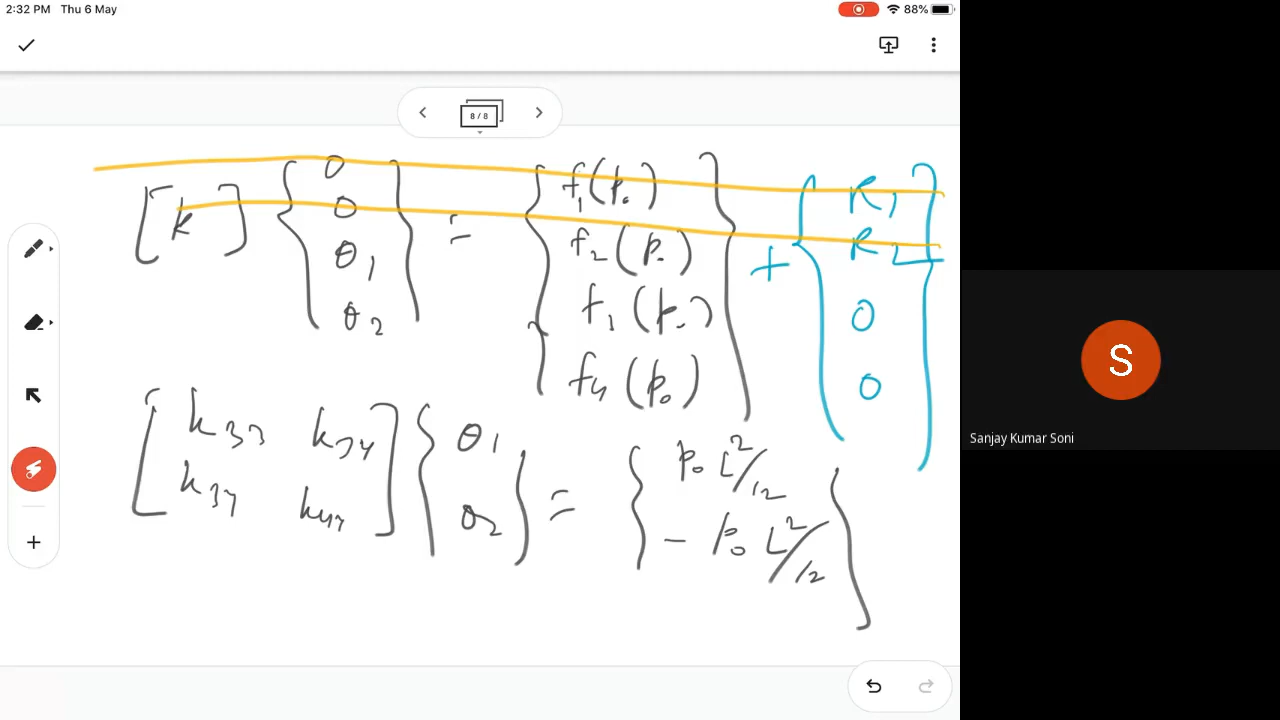 2:32 PM Thu 6 May 88%
8 / 8
[k] { 0 0 θ₁ θ₂ } = { f₁(p₀) f₂(p₀) f₁(p₀) f₄(p₀) } + { R₁ R₂ 0 0 }
[ k₃₃ k₃₄ k₃₄ k₄₄ ] { θ₁ θ₂ } = { p₀ L²/12 - p₀ L²/12 }
S
Sanjay Kumar Soni